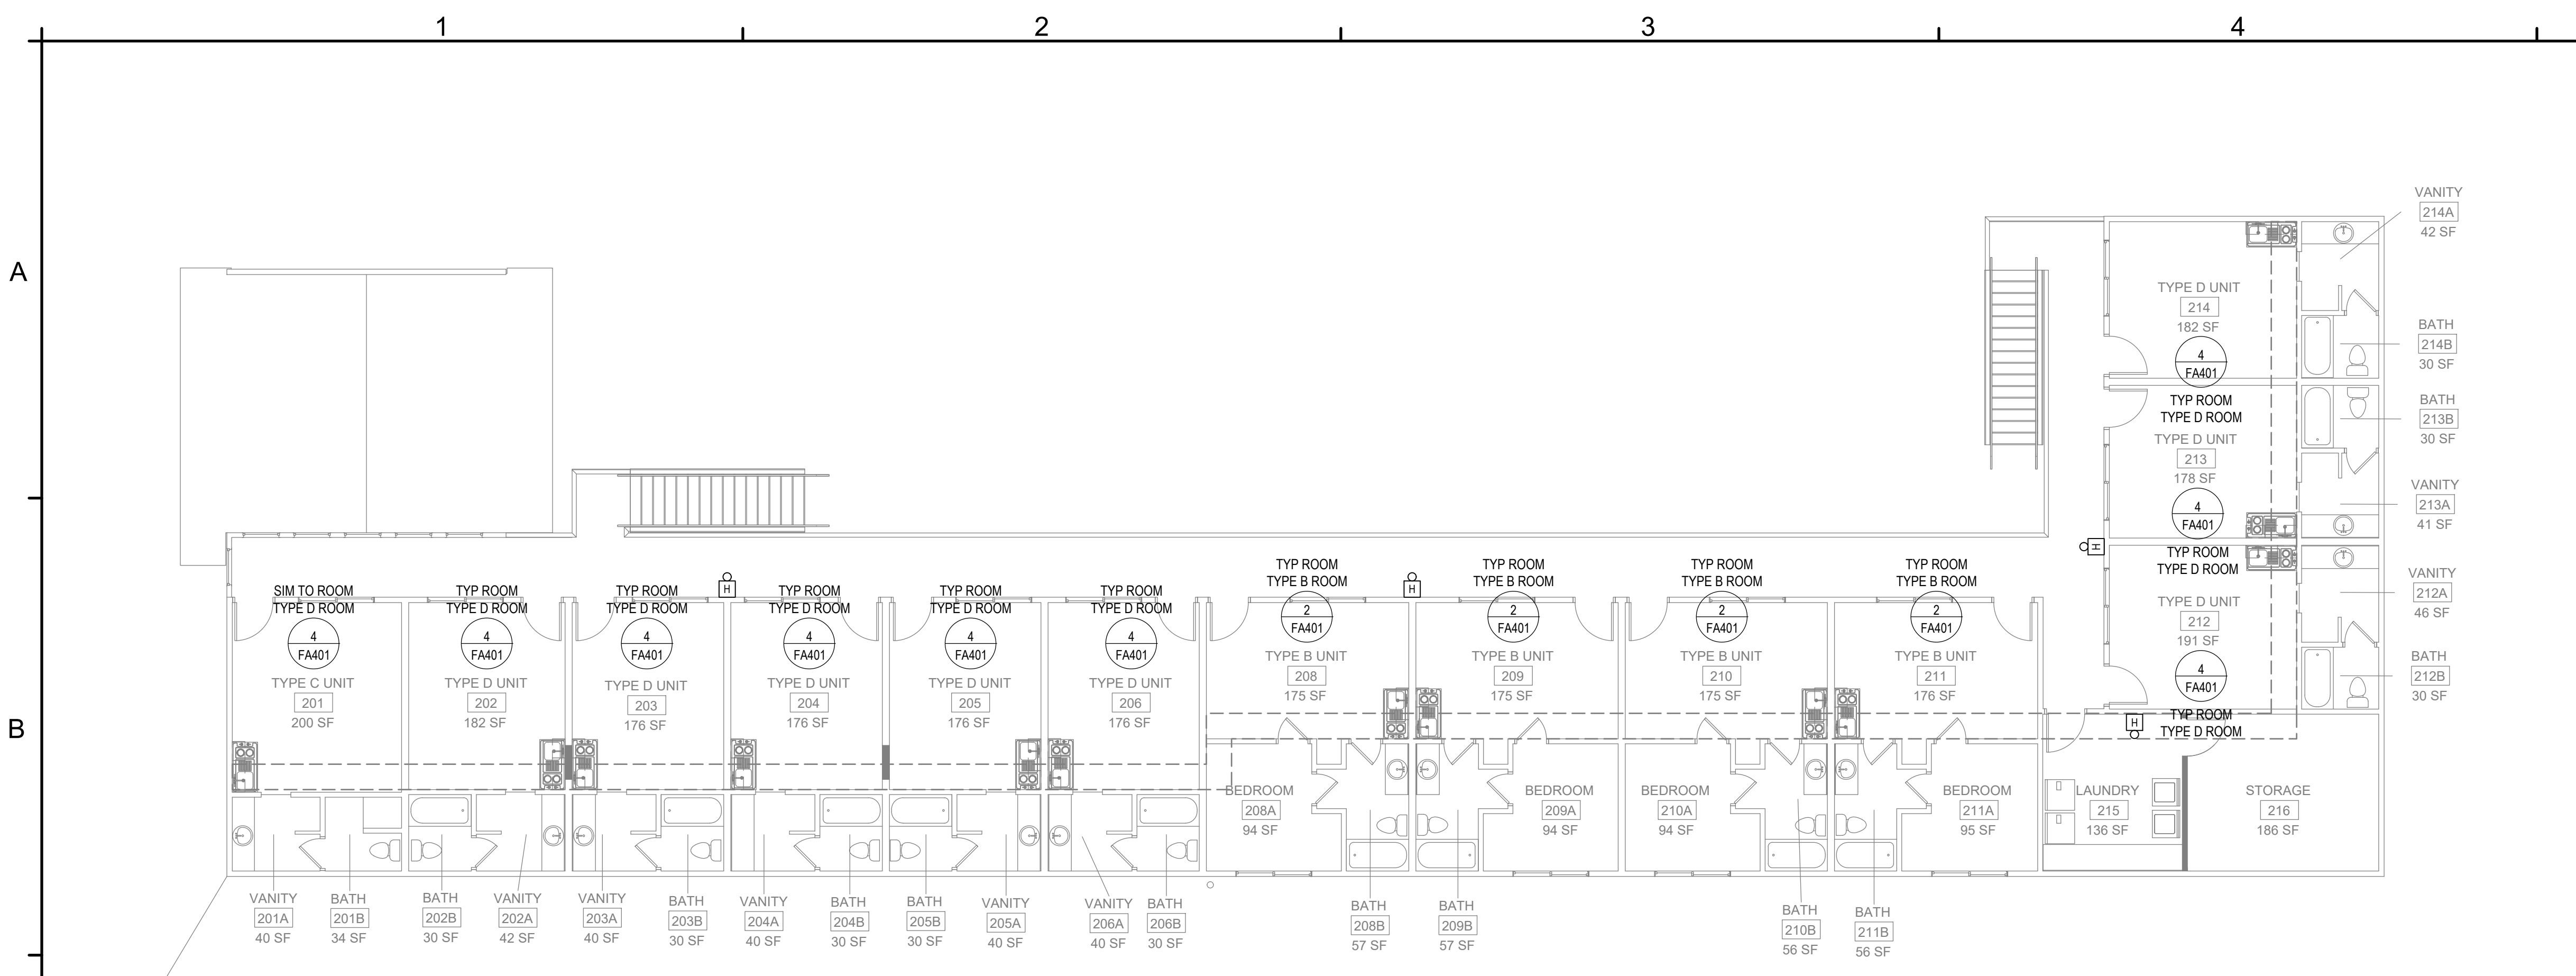 1
2
3
4
A
B
VANITY
214A
42 SF
TYPE D UNIT
214
182 SF
4
FA401
BATH
214B
30 SF
TYP ROOM
TYPE D ROOM
BATH
213B
30 SF
TYPE D UNIT
213
178 SF
4
FA401
VANITY
213A
41 SF
TYP ROOM
TYPE D ROOM
H
VANITY
212A
46 SF
TYPE D UNIT
212
191 SF
4
FA401
BATH
212B
30 SF
TYP ROOM
TYPE D ROOM
H
SIM TO ROOM
TYPE D ROOM
4
FA401
TYPE C UNIT
201
200 SF
TYP ROOM
TYPE D ROOM
4
FA401
TYPE D UNIT
202
182 SF
TYP ROOM
TYPE D ROOM
4
FA401
TYPE D UNIT
203
176 SF
H
TYP ROOM
TYPE D ROOM
4
FA401
TYPE D UNIT
204
176 SF
TYP ROOM
TYPE D ROOM
4
FA401
TYPE D UNIT
205
176 SF
TYP ROOM
TYPE D ROOM
4
FA401
TYPE D UNIT
206
176 SF
TYP ROOM
TYPE B ROOM
2
FA401
TYPE B UNIT
208
175 SF
H
TYP ROOM
TYPE B ROOM
2
FA401
TYPE B UNIT
209
175 SF
TYP ROOM
TYPE B ROOM
2
FA401
TYPE B UNIT
210
175 SF
TYP ROOM
TYPE B ROOM
2
FA401
TYPE B UNIT
211
176 SF
BEDROOM
208A
94 SF
BEDROOM
209A
94 SF
BEDROOM
210A
94 SF
BEDROOM
211A
95 SF
LAUNDRY
215
136 SF
STORAGE
216
186 SF
VANITY
201A
40 SF
BATH
201B
34 SF
BATH
202B
30 SF
VANITY
202A
42 SF
VANITY
203A
40 SF
BATH
203B
30 SF
VANITY
204A
40 SF
BATH
204B
30 SF
BATH
205B
30 SF
VANITY
205A
40 SF
VANITY
206A
40 SF
BATH
206B
30 SF
BATH
208B
57 SF
BATH
209B
57 SF
BATH
210B
56 SF
BATH
211B
56 SF